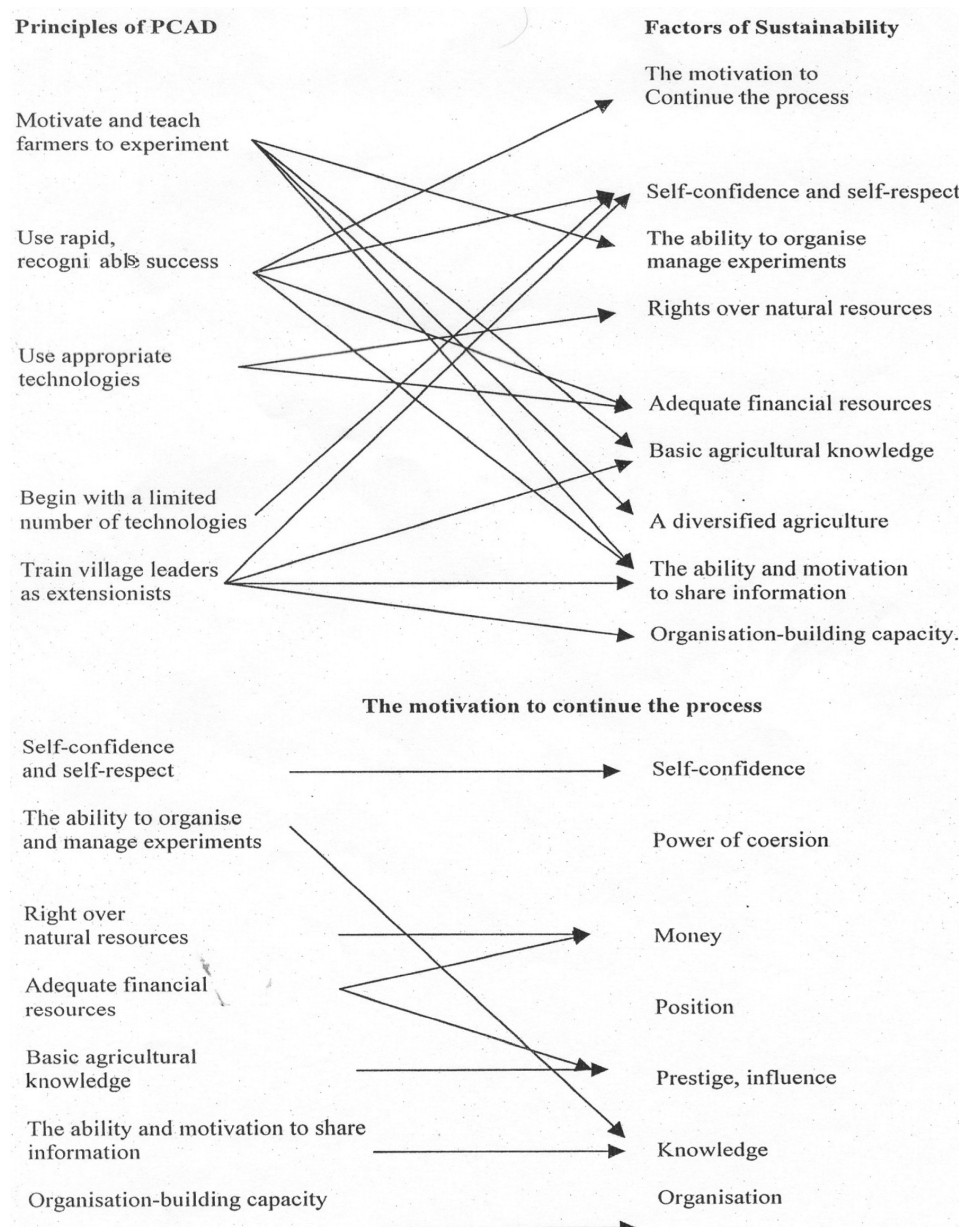 Principles of PCAD
Factors of Sustainability
The motivation to
Continue the process
Motivate and teach
farmers to experiment
Self-confidence and self-respect
Use rapid,
recogni ables success
The ability to organise
manage experiments
Rights over natural resources
Use appropriate
technologies
Adequate financial resources
Basic agricultural knowledge
Begin with a limited
number of technologies
A diversified agriculture
Train village leaders
as extensionists
The ability and motivation
to share information
Organisation-building capacity.
The motivation to continue the process
Self-confidence
and self-respect
Self-confidence
The ability to organise
and manage experiments
Power of coersion
Right over
natural resources
Money
Adequate financial
resources
Position
Basic agricultural
knowledge
Prestige, influence
The ability and motivation to share
information
Knowledge
Organisation-building capacity
Organisation